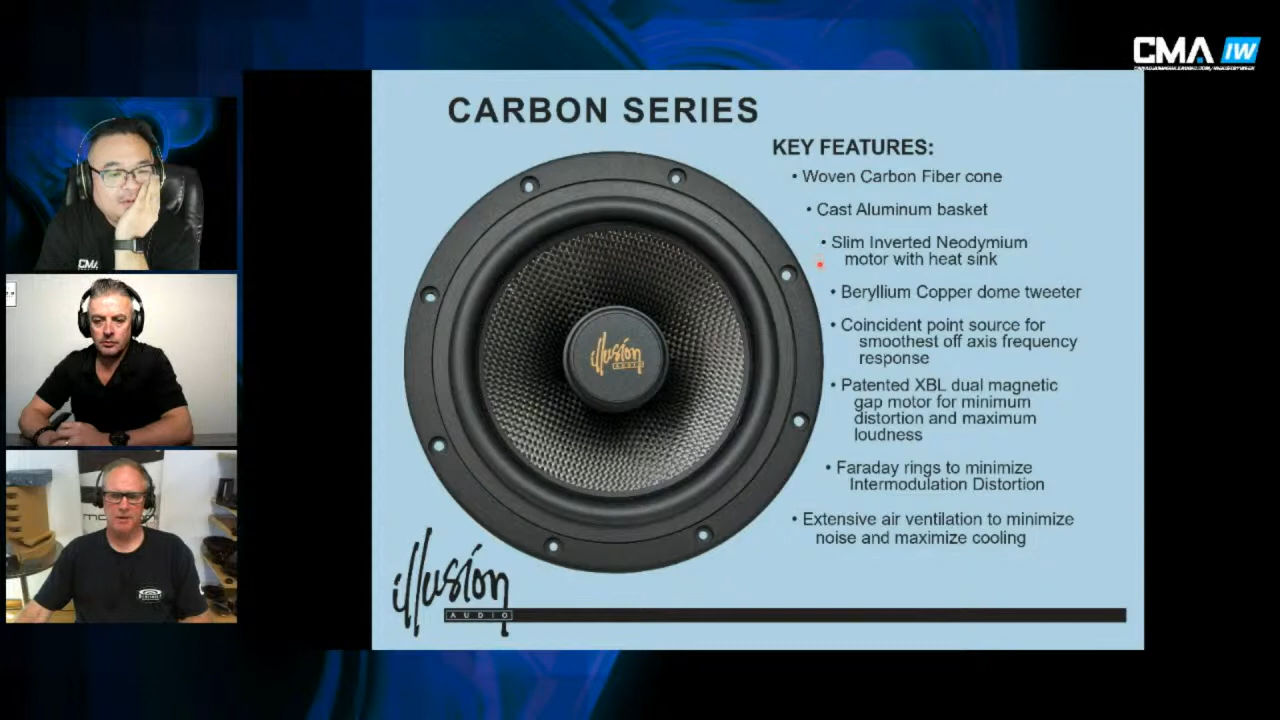 CMA IW
CARBON SERIES
KEY FEATURES:
• Woven Carbon Fiber cone
• Cast Aluminum basket
• Slim Inverted Neodymium
motor with heat sink
• Beryllium Copper dome tweeter
• Coincident point source for
smoothest off axis frequency
response
• Patented XBL dual magnetic
gap motor for minimum
distortion and maximum
loudness
• Faraday rings to minimize
Intermodulation Distortion
• Extensive air ventilation to minimize
noise and maximize cooling
illusion
AUDIO
illusion
AUDIO
CMA